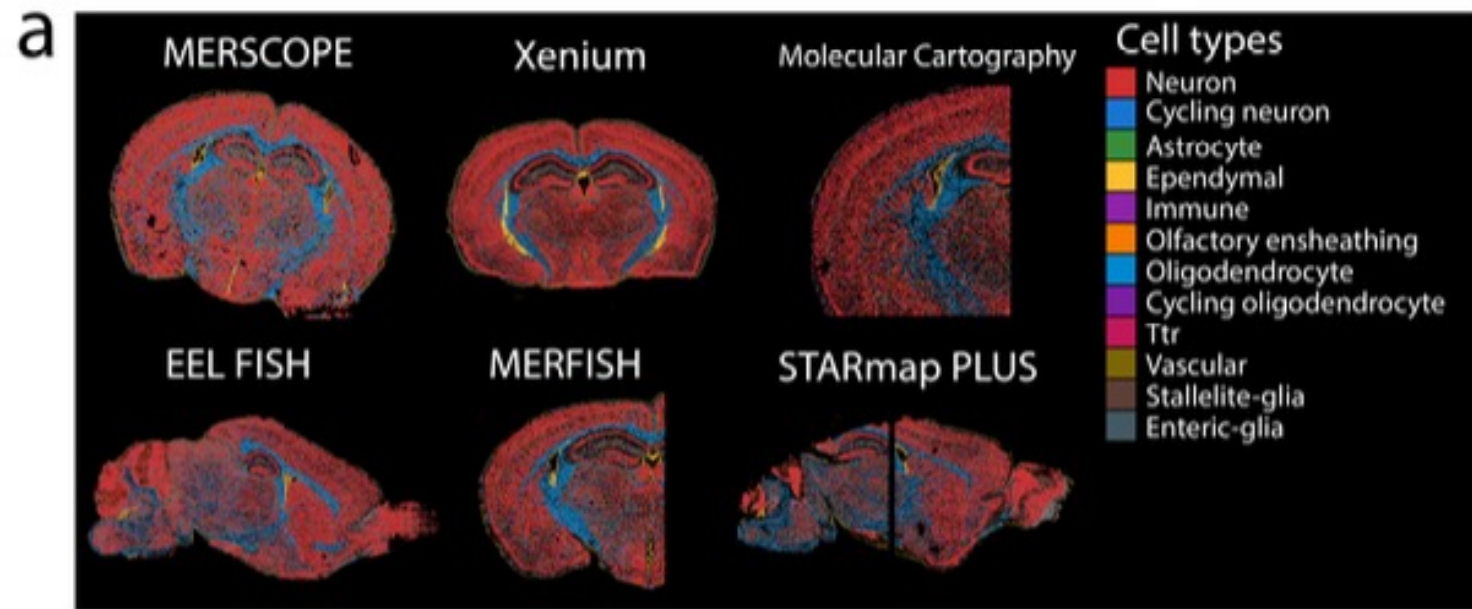 a
MERSCOPE
Xenium
Molecular Cartography
EEL FISH
MERFISH
STARmap PLUS
Cell types
Neuron
Cycling neuron
Astrocyte
Ependymal
Immune
Olfactory ensheathing
Oligodendrocyte
Cycling oligodendrocyte
Ttr
Vascular
Stallelite-glia
Enteric-glia